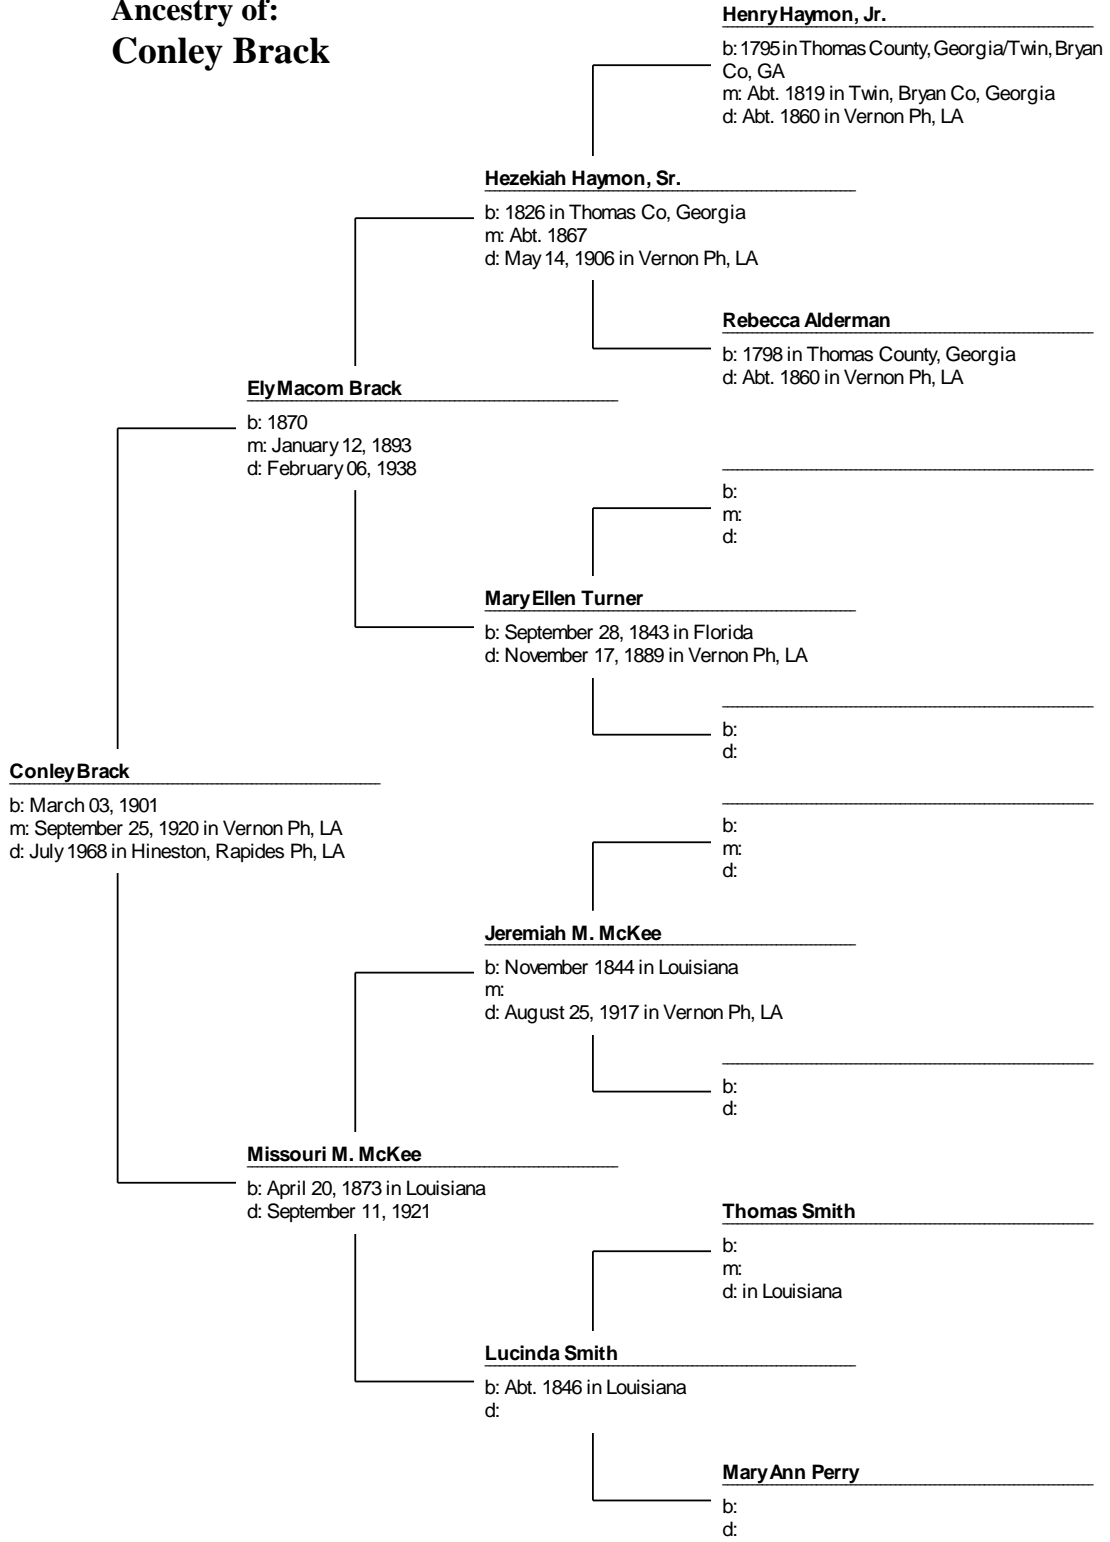 Ancestry of:
Conley Brack
Henry Haymon, Jr.
b: 1795 in Thomas County, Georgia/Twin, Bryan
Co, GA
m: Abt. 1819 in Twin, Bryan Co, Georgia
d: Abt. 1860 in Vernon Ph, LA
Hezekiah Haymon, Sr.
b: 1826 in Thomas Co, Georgia
m: Abt. 1867
d: May 14, 1906 in Vernon Ph, LA
Rebecca Alderman
b: 1798 in Thomas County, Georgia
d: Abt. 1860 in Vernon Ph, LA
Ely Macom Brack
b: 1870
m: January 12, 1893
d: February 06, 1938
b:
m:
d:
Mary Ellen Turner
b: September 28, 1843 in Florida
d: November 17, 1889 in Vernon Ph, LA
b:
d:
Conley Brack
b: March 03, 1901
m: September 25, 1920 in Vernon Ph, LA
d: July 1968 in Hineston, Rapides Ph, LA
b:
m:
d:
Jeremiah M. McKee
b: November 1844 in Louisiana
m:
d: August 25, 1917 in Vernon Ph, LA
b:
d:
Missouri M. McKee
b: April 20, 1873 in Louisiana
d: September 11, 1921
Thomas Smith
b:
m:
d: in Louisiana
Lucinda Smith
b: Abt. 1846 in Louisiana
d:
Mary Ann Perry
b:
d: